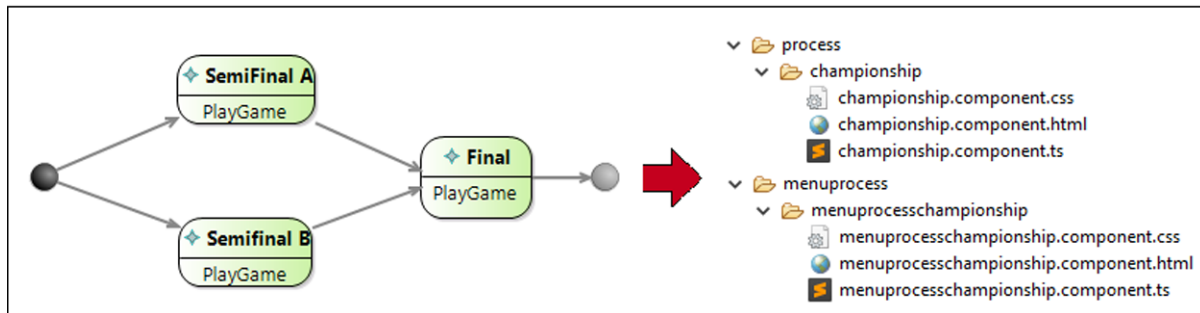 SemiFinal A
PlayGame
Semifinal B
PlayGame
Final
PlayGame
process
championship
championship.component.css
championship.component.html
championship.component.ts
menuprocess
menuprocesschampionship
menuprocesschampionship.component.css
menuprocesschampionship.component.html
menuprocesschampionship.component.ts